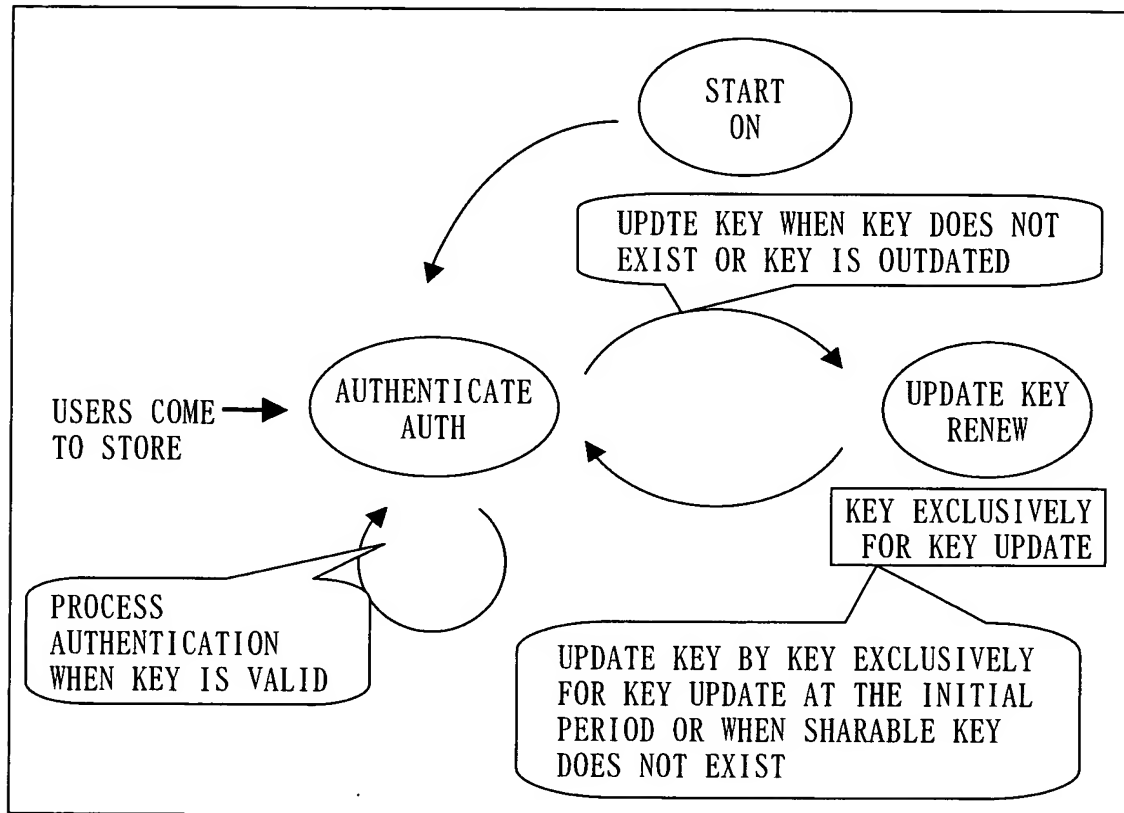 START
ON
UPDTE KEY WHEN KEY DOES NOT
EXIST OR KEY IS OUTDATED
AUTHENTICATE
AUTH
USERS COME
TO STORE
UPDATE KEY
RENEW
KEY EXCLUSIVELY
FOR KEY UPDATE
PROCESS
AUTHENTICATION
WHEN KEY IS VALID
UPDATE KEY BY KEY EXCLUSIVELY
FOR KEY UPDATE AT THE INITIAL
PERIOD OR WHEN SHARABLE KEY
DOES NOT EXIST